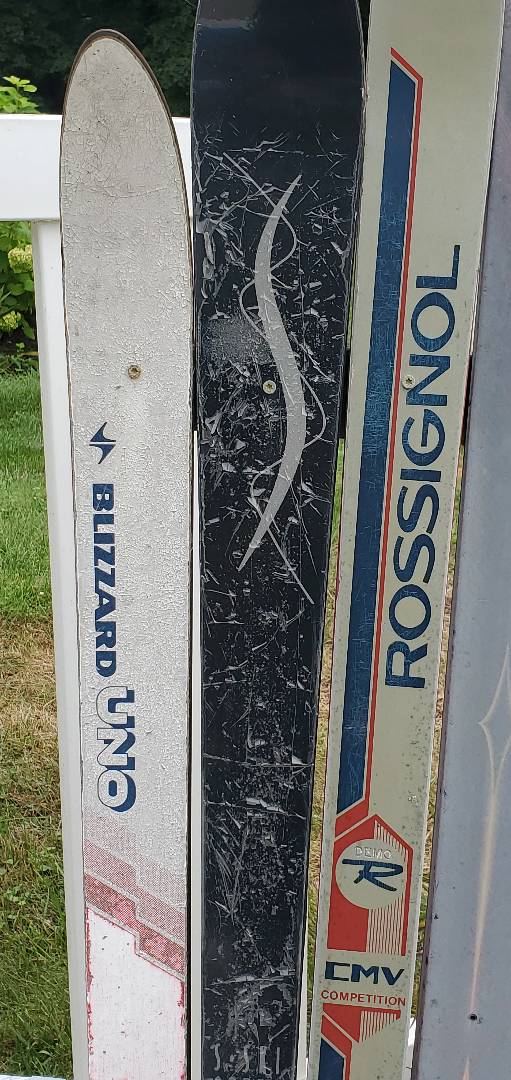 BLIZZARD UNO
ROSSIGNOL
DEMO
R
CMV
COMPETITION